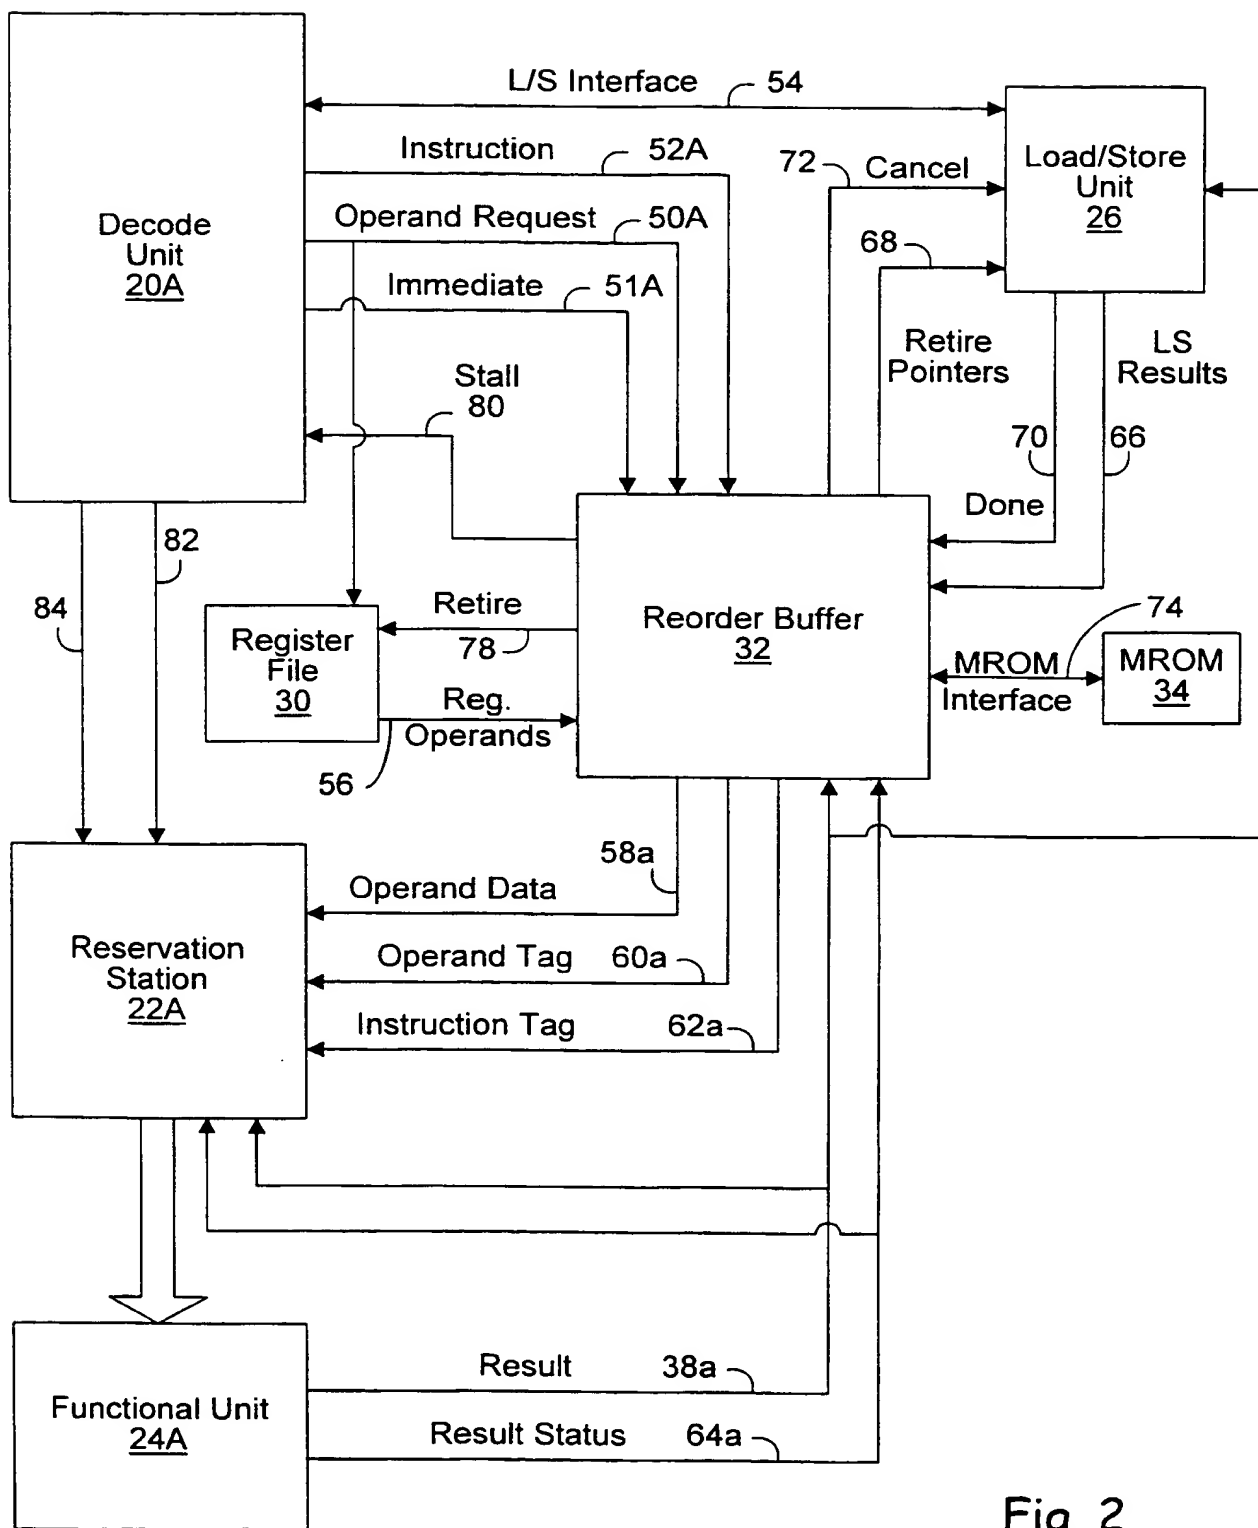 L/S Interface
54
Instruction
52A
Operand Request
50A
Immediate
51A
Stall
80
Decode
Unit
20A
72
Cancel
68
Load/Store
Unit
26
Retire
Pointers
LS
Results
70
66
Done
82
84
Register
File
30
Retire
78
Reg.
Operands
56
Reorder Buffer
32
74
MROM
Interface
MROM
34
58a
Operand Data
Operand Tag
60a
Instruction Tag
62a
Reservation
Station
22A
Result
38a
Result Status
64a
Functional Unit
24A
Fig. 2